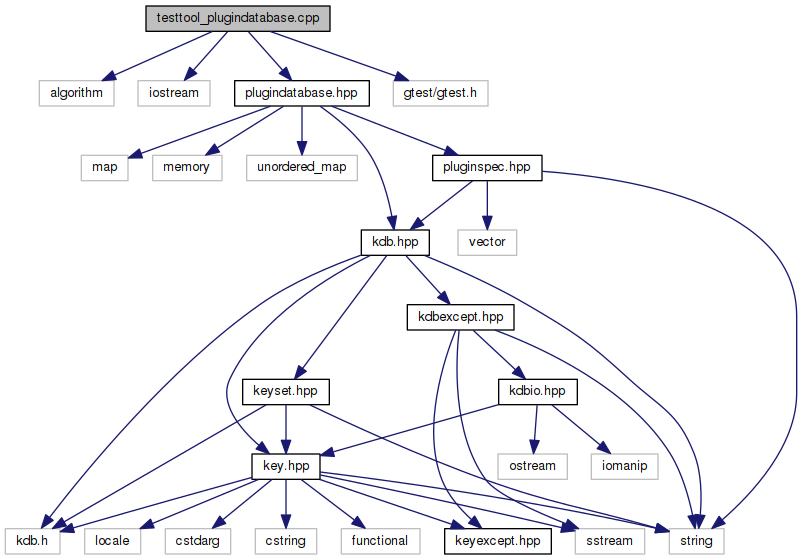 testtool_plugindatabase.cpp
algorithm
iostream
plugindatabase.hpp
gtest/gtest.h
map
memory
unordered_map
pluginspec.hpp
kdb.hpp
vector
kdbexcept.hpp
keyset.hpp
kdbio.hpp
key.hpp
ostream
iomanip
kdb.h
locale
cstdarg
cstring
functional
keyexcept.hpp
sstream
string